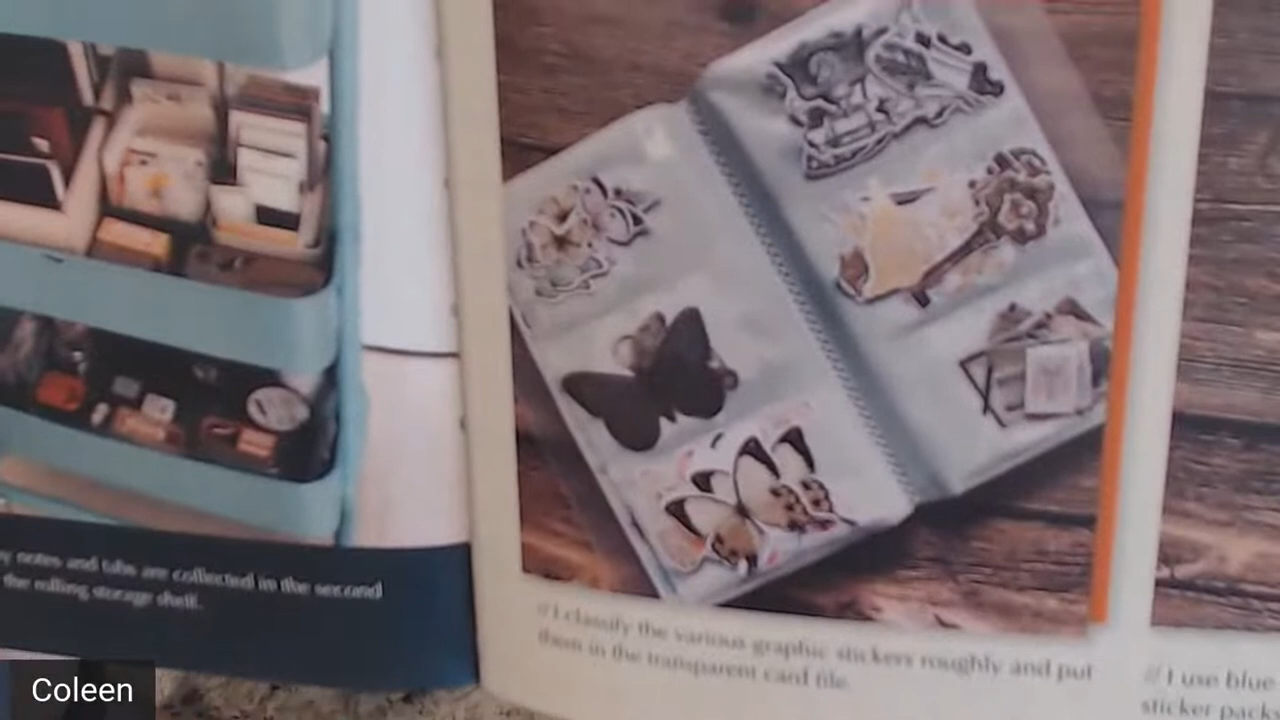 y notes and tabs are collected in the second
the rolling storage shelf.
// I classify the various graphic stickers roughly and put
them in the transparent card file.
// I use blue
sticker packs
Coleen